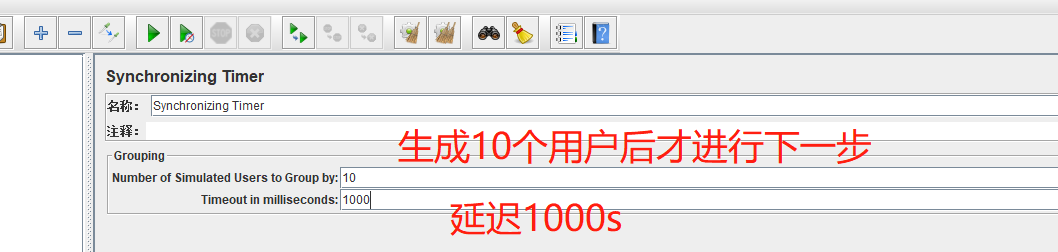 Synchronizing Timer
名称： Synchronizing Timer
注释：
生成10个用户后才进行下一步
Grouping
Number of Simulated Users to Group by: 10
Timeout in milliseconds: 1000
延迟1000s